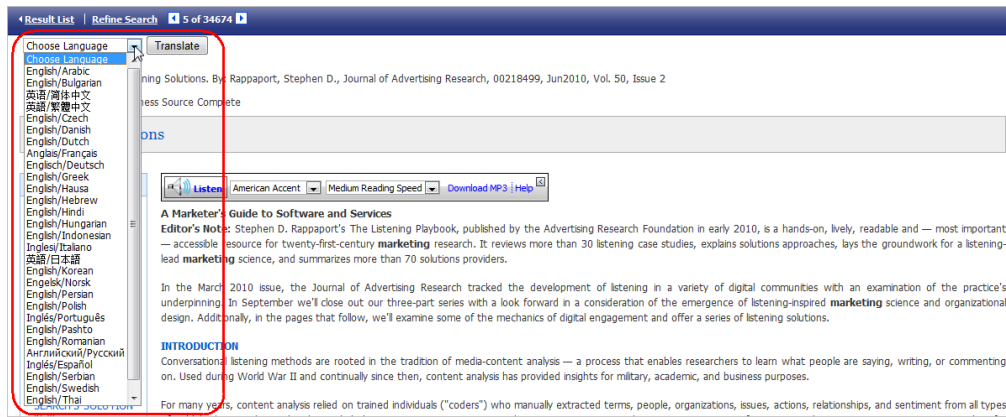 Result List | Refine Search 5 of 34674
Choose Language Translate
Choose Language
English/Arabic
English/Bulgarian
英语/简体中文
英語/繁體中文
English/Czech
English/Danish
English/Dutch
Anglais/Français
Englisch/Deutsch
English/Greek
English/Hausa
English/Hebrew
English/Hindi
English/Hungarian
English/Indonesian
Inglesi/Italiano
英語/日本語
English/Korean
Engelsk/Norsk
English/Persian
English/Polish
Inglés/Português
English/Pashto
English/Romanian
Английский/Русский
Inglés/Español
English/Serbian
English/Swedish
English/Thai
ning Solutions. By: Rappaport, Stephen D., Journal of Advertising Research, 00218499, Jun2010, Vol. 50, Issue 2
ness Source Complete
ons
Listen American Accent Medium Reading Speed Download MP3 Help
A Marketer's Guide to Software and Services
Editor's Note: Stephen D. Rappaport's The Listening Playbook, published by the Advertising Research Foundation in early 2010, is a hands-on, lively, readable and — most important
— accessible resource for twenty-first-century marketing research. It reviews more than 30 listening case studies, explains solutions approaches, lays the groundwork for a listening-
lead marketing science, and summarizes more than 70 solutions providers.
In the March 2010 issue, the Journal of Advertising Research tracked the development of listening in a variety of digital communities with an examination of the practice's
underpinning. In September we'll close out our three-part series with a look forward in a consideration of the emergence of listening-inspired marketing science and organizational
design. Additionally, in the pages that follow, we'll examine some of the mechanics of digital engagement and offer a series of listening solutions.
INTRODUCTION
Conversational listening methods are rooted in the tradition of media-content analysis — a process that enables researchers to learn what people are saying, writing, or commenting
on. Used during World War II and continually since then, content analysis has provided insights for military, academic, and business purposes.
SEARCH'S SOLUTION
For many years, content analysis relied on trained individuals ("coders") who manually extracted terms, people, organizations, issues, actions, relationships, and sentiment from all types